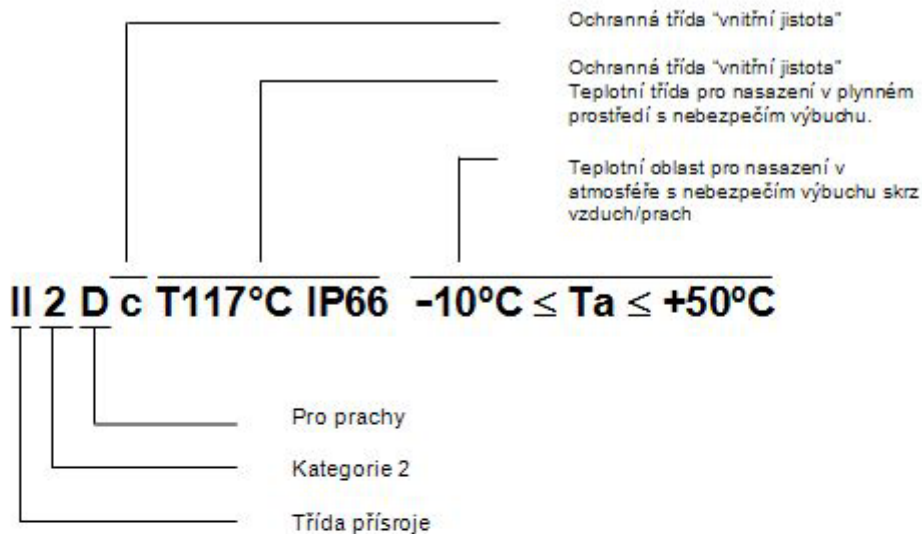 Ochranná třída "vnitřní jistota"
Ochranná třída "vnitřní jistota"
Teplotní třída pro nasazení v plynném
prostředí s nebezpečím výbuchu.
Teplotní oblast pro nasazení v
atmosféře s nebezpečím výbuchu skrz
vzduch/prach
II 2 D c T117°C IP66 -10°C ≤ Ta ≤ +50°C
Pro prachy
Kategorie 2
Třída přísroje